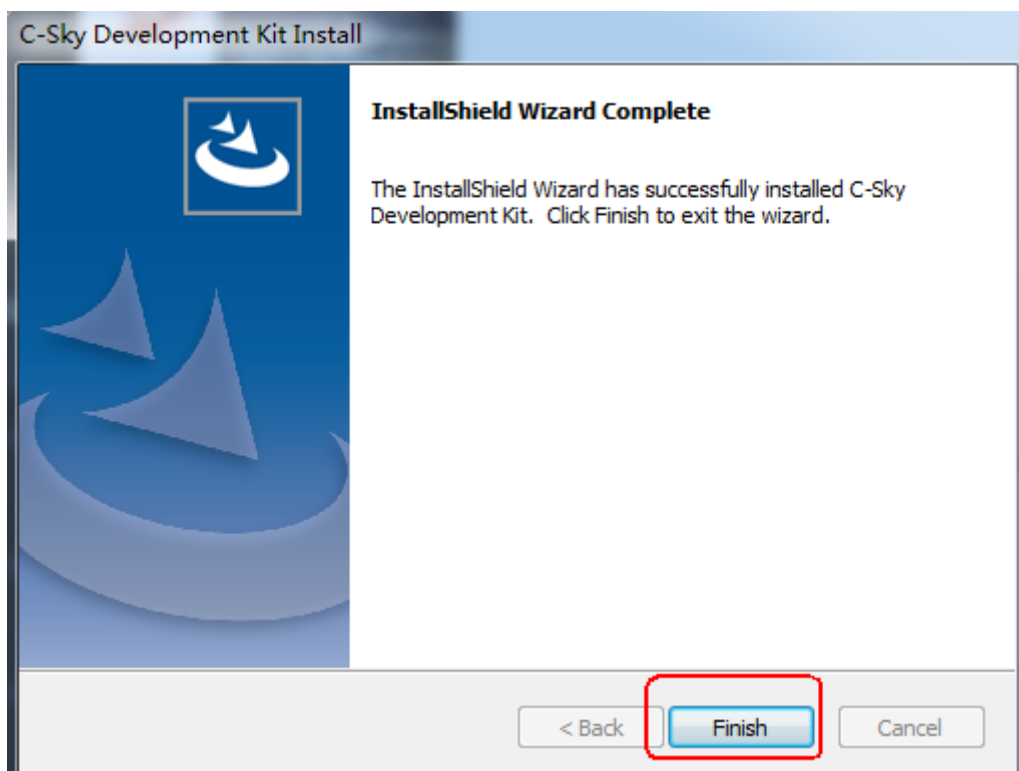 C-Sky Development Kit Install
InstallShield Wizard Complete
The InstallShield Wizard has successfully installed C-Sky
Development Kit.  Click Finish to exit the wizard.
< Back
Finish
Cancel